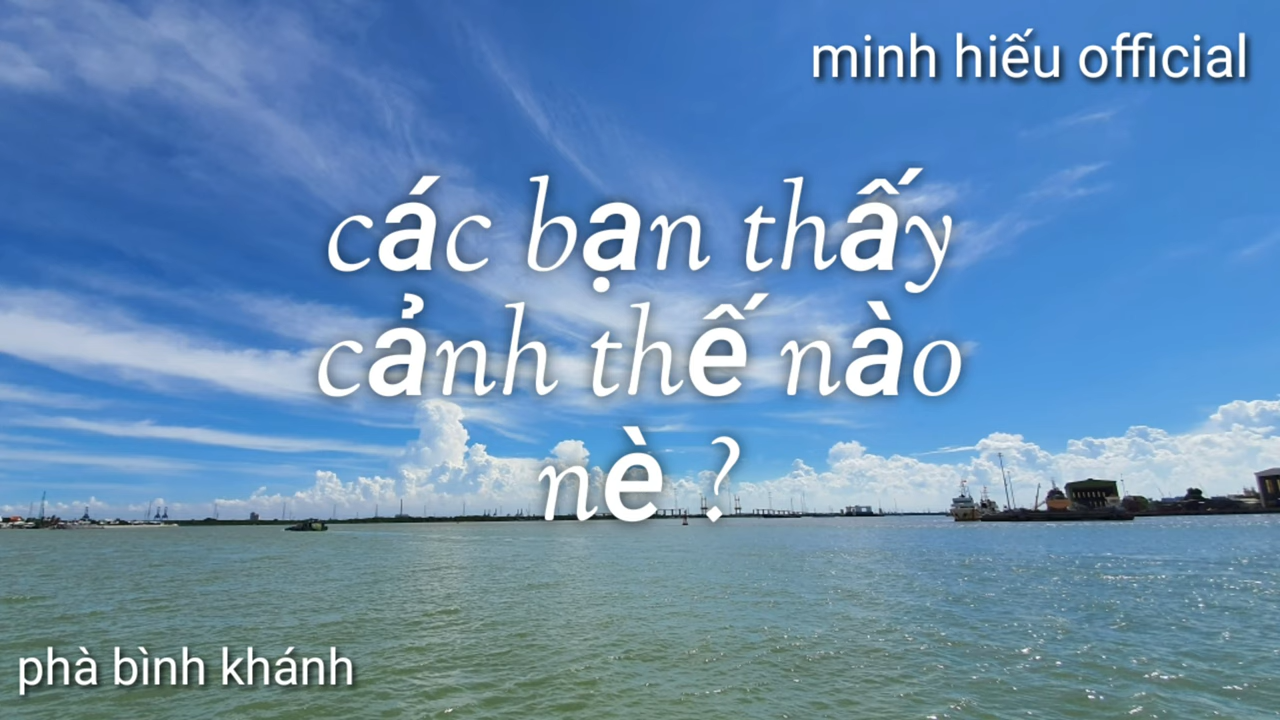 minh hiếu official
các bạn thấy
cảnh thế nào
nè ?
phà bình khánh